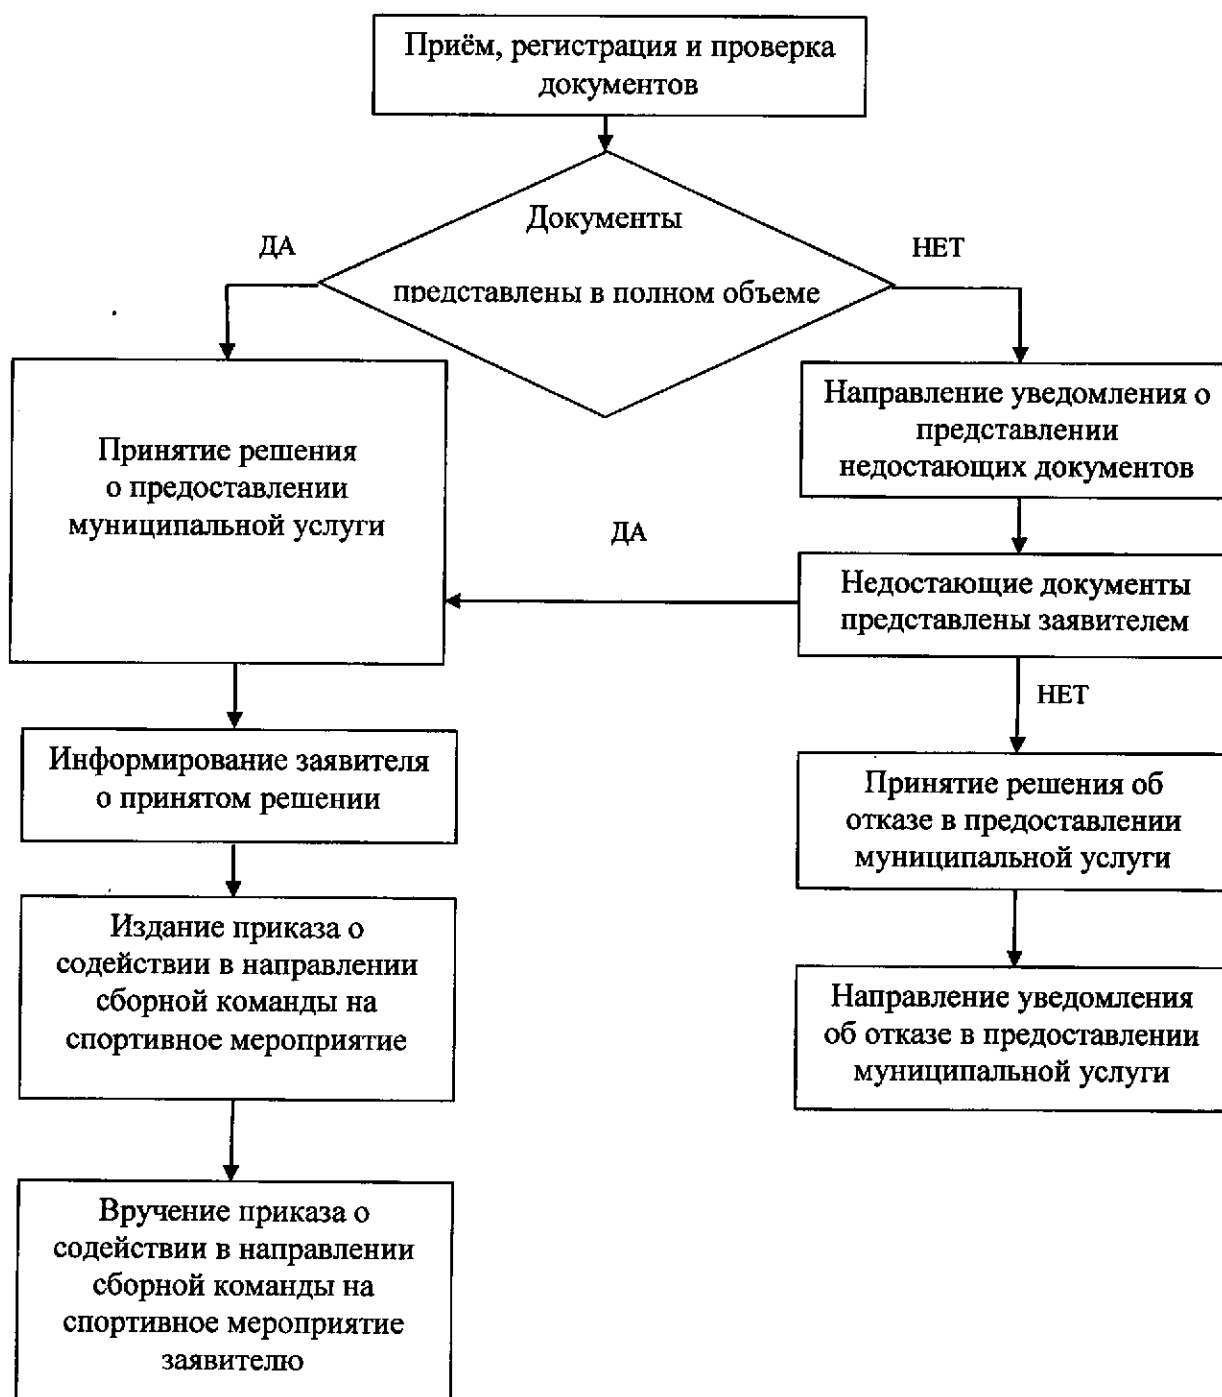 Приём, регистрация и проверка
документов
Документы
представлены в полном объеме
ДА
НЕТ
Принятие решения
о предоставлении
муниципальной услуги
Направление уведомления о
представлении
недостающих документов
ДА
Недостающие документы
представлены заявителем
НЕТ
Информирование заявителя
о принятом решении
Принятие решения об
отказе в предоставлении
муниципальной услуги
Издание приказа о
содействии в направлении
сборной команды на
спортивное мероприятие
Направление уведомления
об отказе в предоставлении
муниципальной услуги
Вручение приказа о
содействии в направлении
сборной команды на
спортивное мероприятие
заявителю